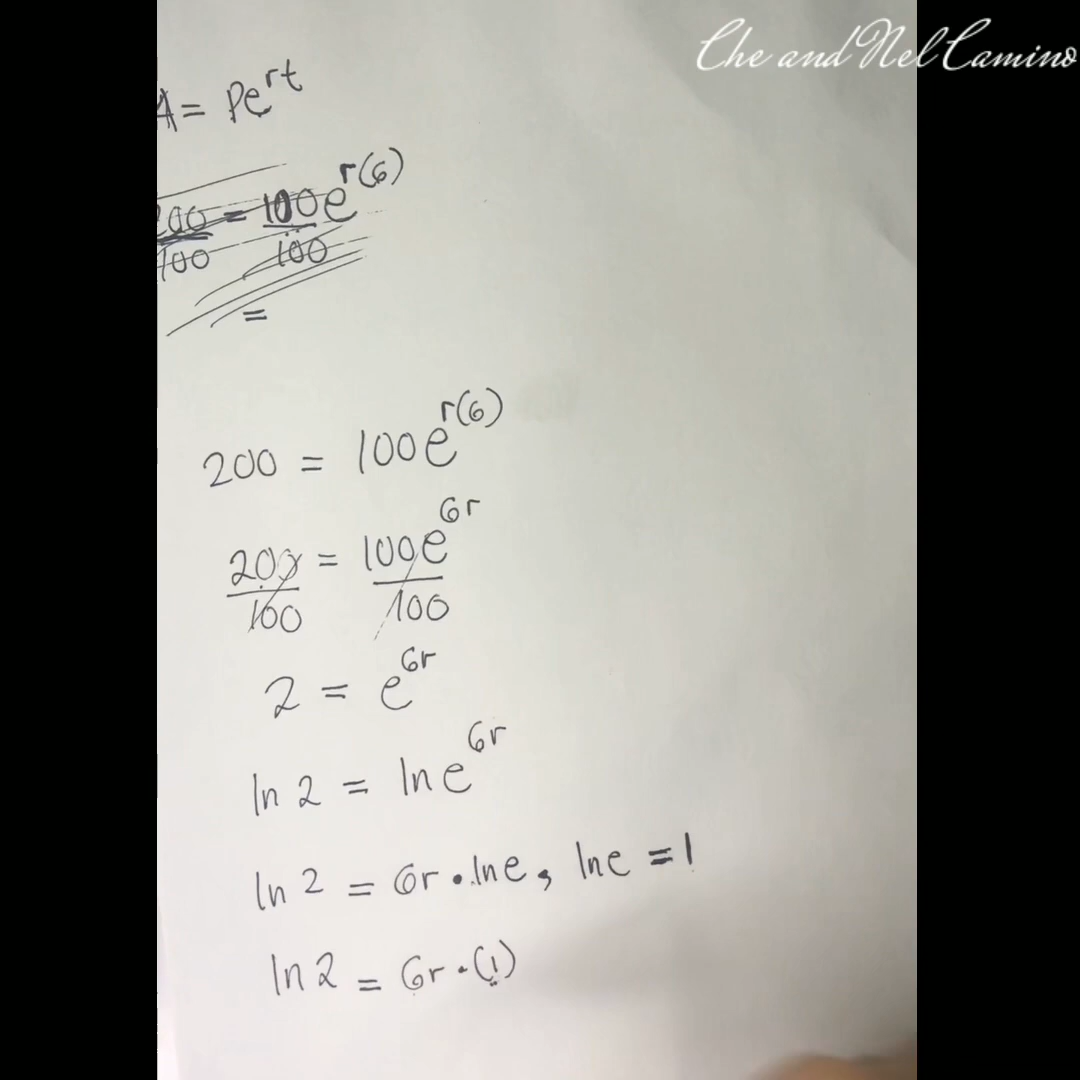 Che and Nel Camino
A = Pe^rt
200/100 = 100e^r(6)/100
=
200 = 100e^r(6)
200/100 = 100e^6r/100
2 = e^6r
ln 2 = ln e^6r
ln 2 = 6r • ln e, ln e = 1
ln 2 = 6r • (1)